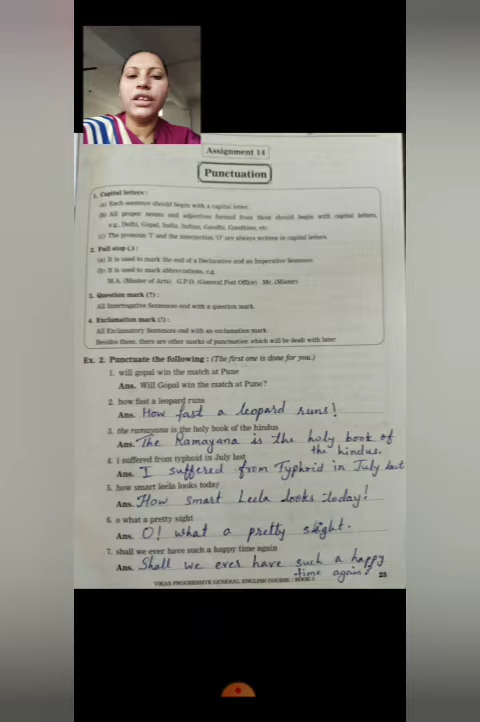 Assignment 14
Punctuation
1. Capital letters :
(a) Each sentence should begin with a capital letter.
(b) All proper nouns and adjectives formed from them should begin with capital letters,
e.g., Delhi, Gopal, India, Indian, Gandhi, Gandhian, etc.
(c) The pronoun 'I' and the interjection 'O' are always written in capital letters.
2. Full stop (.) :
(a) It is used to mark the end of a Declarative and an Imperative Sentence.
(b) It is used to mark abbreviations, e.g.
M.A. (Master of Arts) G.P.O. (General Post Office) Mr. (Mister)
3. Question mark (?) :
All Interrogative Sentences end with a question mark.
4. Exclamation mark (!) :
All Exclamatory Sentences end with an exclamation mark.
Besides these, there are other marks of punctuation which will be dealt with later
Ex. 2. Punctuate the following : (The first one is done for you.)
1. will gopal win the match at Pune
Ans. Will Gopal win the match at Pune?
2. how fast a leopard runs
Ans. How fast a leopard runs!
3. the ramayana is the holy book of the hindus
Ans. The Ramayana is the holy book of
the hindus.
4. i suffered from typhoid in July last
Ans. I suffered from Typhoid in July last
5. how smart leela looks today
Ans. How smart Leela looks today!
6. o what a pretty sight
Ans. O! what a pretty sight.
7. shall we ever have such a happy time again
Ans. Shall we ever have such a happy
time again?
VIKAS PROGRESSIVE GENERAL ENGLISH COURSE : BOOK-5 23